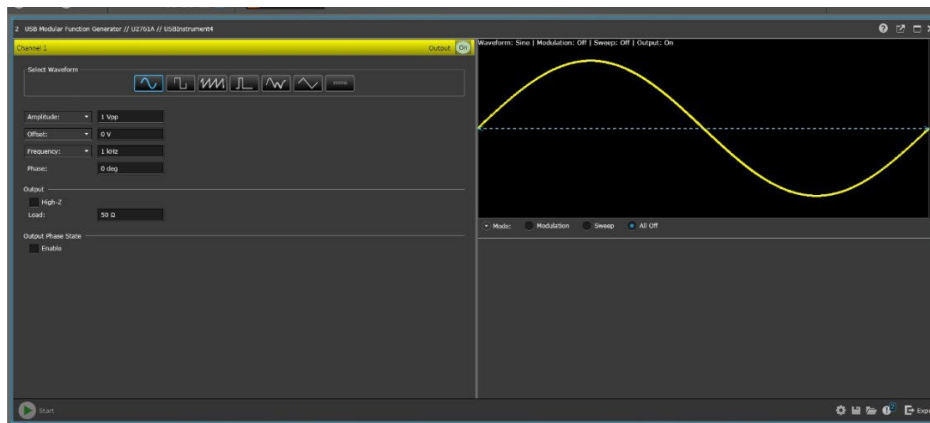 2 USB Modular Function Generator // U2761A // USBInstrument4
Channel 1
Output On
Waveform: Sine | Modulation: Off | Sweep: Off | Output: On
Select Waveform
Amplitude: 1 Vpp
Offset: 0 V
Frequency: 1 kHz
Phase: 0 deg
Output
High-Z
Load: 50 Ω
Mode: Modulation Sweep All Off
Output Phase State
Enable
Start